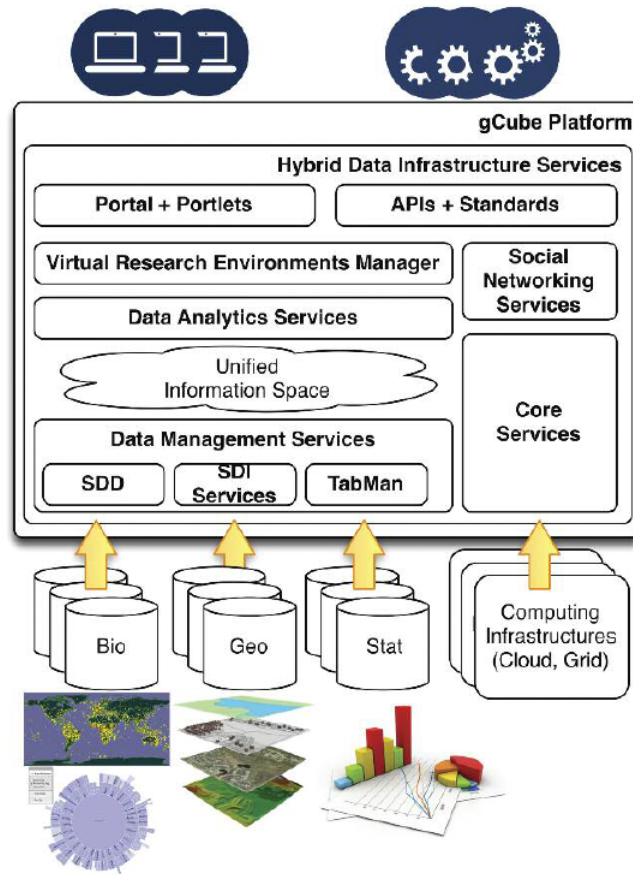 gCube Platform
Hybrid Data Infrastructure Services
Portal + Portlets
APIs + Standards
Virtual Research Environments Manager
Social
Networking
Services
Data Analytics Services
Unified
Information Space
Core
Services
Data Management Services
SDD
SDI
Services
TabMan
Bio
Geo
Stat
Computing
Infrastructures
(Cloud, Grid)